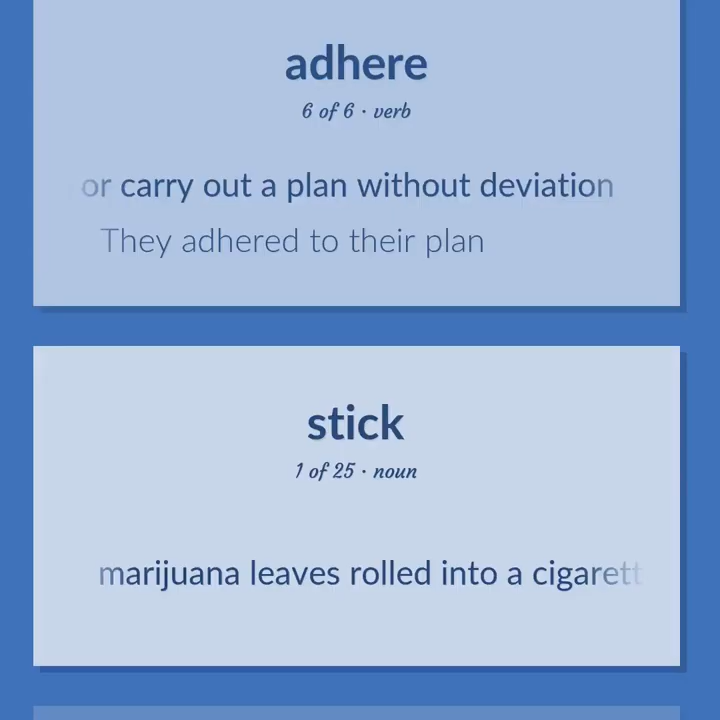 adhere
6 of 6 · verb
or carry out a plan without deviation
They adhered to their plan
stick
1 of 25 · noun
marijuana leaves rolled into a cigarett